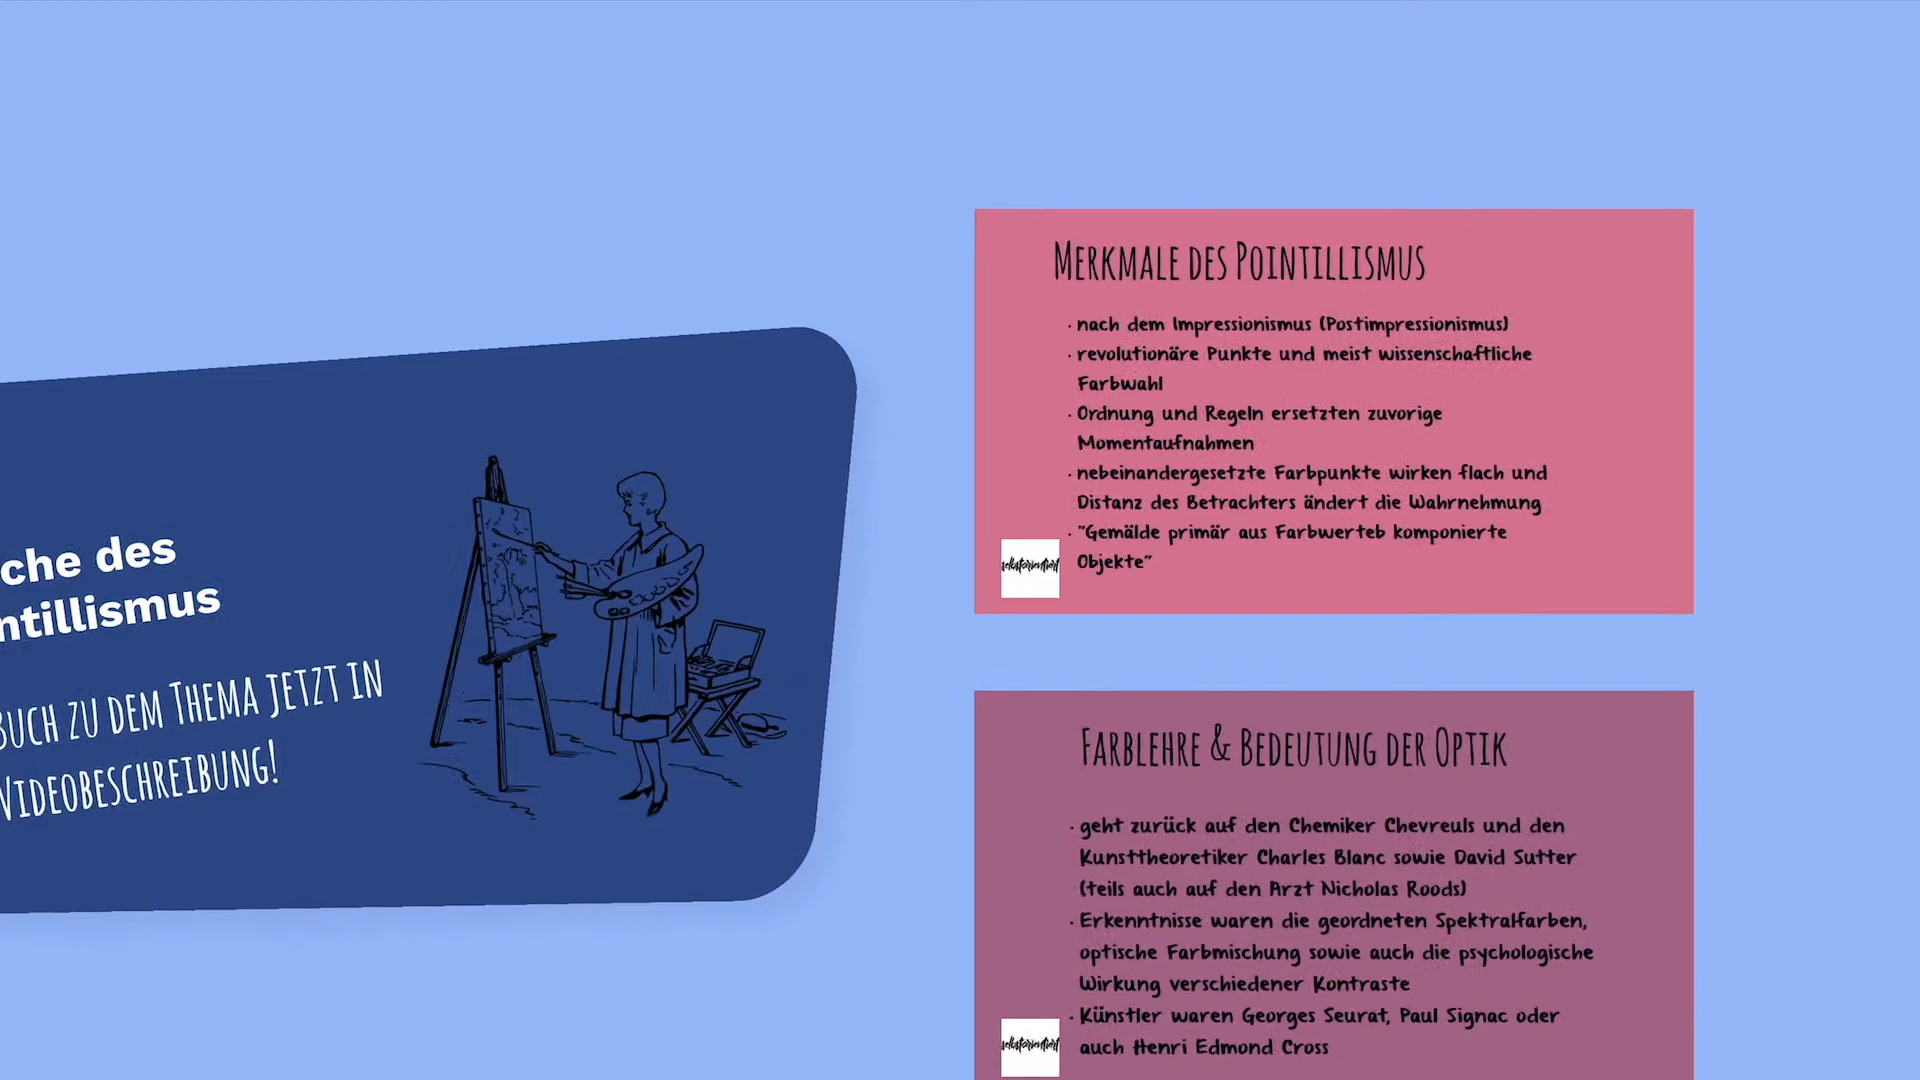 che des
ntillismus
Buch zu dem Thema jetzt in
Videobeschreibung!
Merkmale des Pointillismus
· nach dem Impressionismus (Postimpressionismus)
· revolutionäre Punkte und meist wissenschaftliche
Farbwahl
· Ordnung und Regeln ersetzten zuvorige
Momentaufnahmen
· nebeneinandergesetzte Farbpunkte wirken flach und
Distanz des Betrachters ändert die Wahrnehmung
· "Gemälde primär aus Farbwerteb komponierte
Objekte"
selbstorientiert
Farblehre & Bedeutung der Optik
· geht zurück auf den Chemiker Chevreuls und den
Kunsttheoretiker Charles Blanc sowie David Sutter
(teils auch auf den Arzt Nicholas Roods)
· Erkenntnisse waren die geordneten Spektralfarben,
optische Farbmischung sowie auch die psychologische
Wirkung verschiedener Kontraste
· Künstler waren Georges Seurat, Paul Signac oder
auch Henri Edmond Cross
selbstorientiert